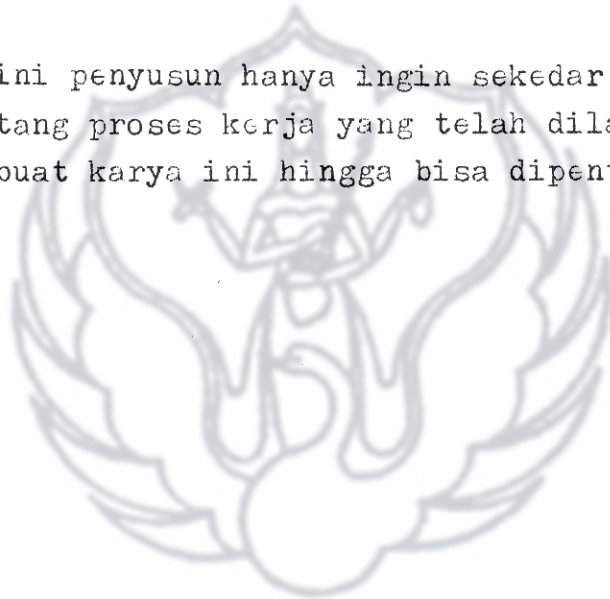 ini penyusun hanya ingin sekedar
tang proses kerja yang telah dila
buat karya ini hingga bisa dipent